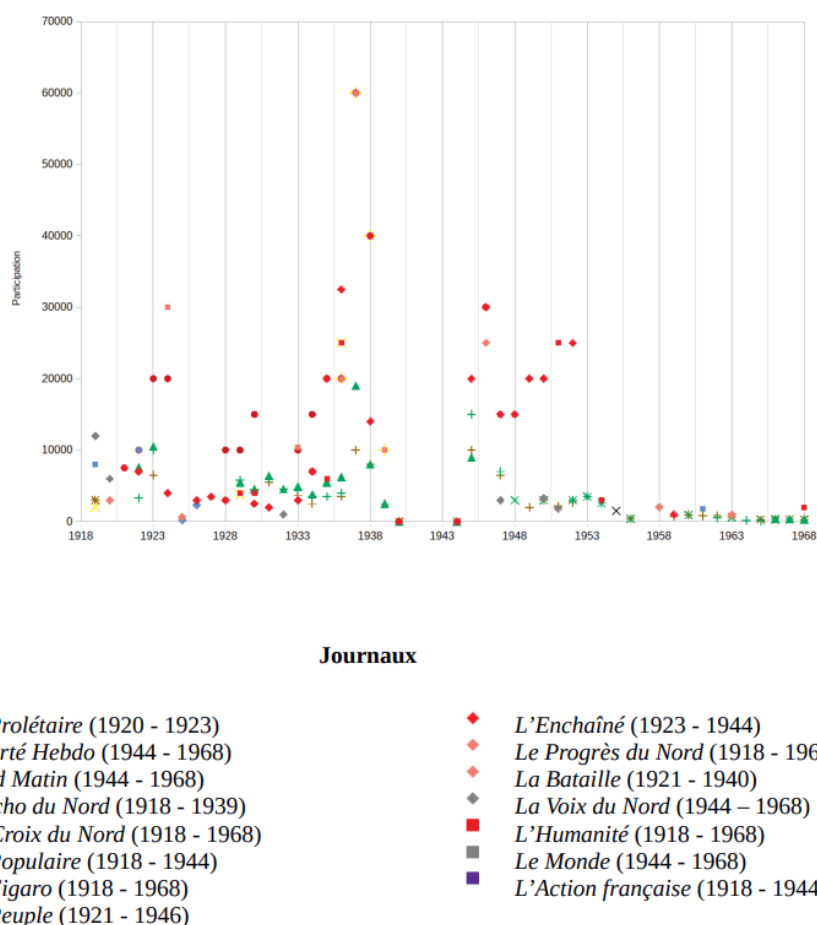 70000
60000
50000
40000
30000
20000
10000
0
Participation
1918 1923 1928 1933 1938 1943 1948 1953 1958 1963 1968
Journaux
rolétaire (1920 - 1923)
rté Hebdo (1944 - 1968)
d Matin (1944 - 1968)
cho du Nord (1918 - 1939)
Croix du Nord (1918 - 1968)
opulaire (1918 - 1944)
igaro (1918 - 1968)
euple (1921 - 1946)
L'Enchaîné (1923 - 1944)
Le Progrès du Nord (1918 - 196
La Bataille (1921 - 1940)
La Voix du Nord (1944 – 1968)
L'Humanité (1918 - 1968)
Le Monde (1944 - 1968)
L'Action française (1918 - 1944